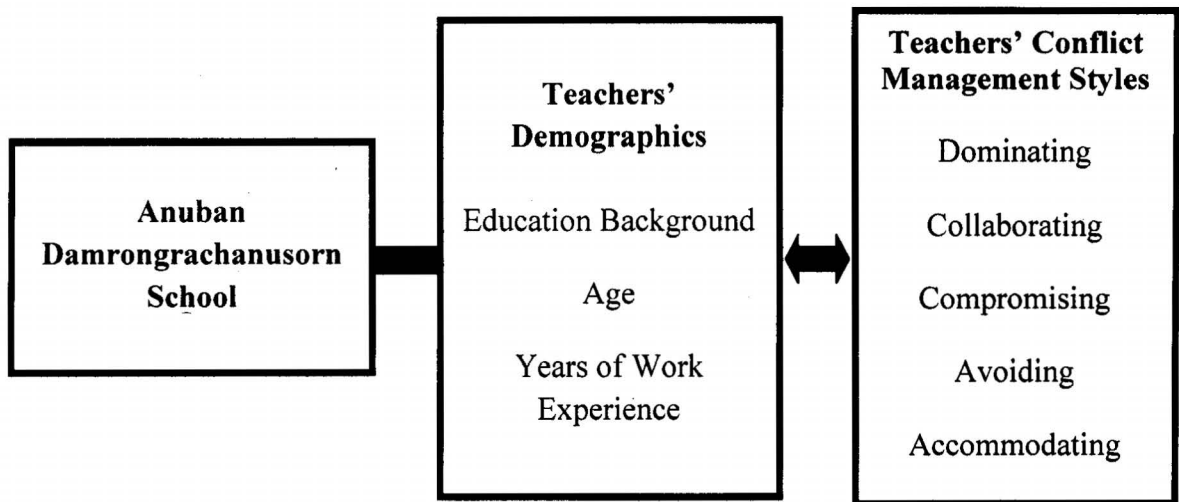 Anuban
Damrongrachanusorn
School
Teachers’
Demographics
Education Background
Age
Years of Work
Experience
Teachers’ Conflict
Management Styles
Dominating
Collaborating
Compromising
Avoiding
Accommodating